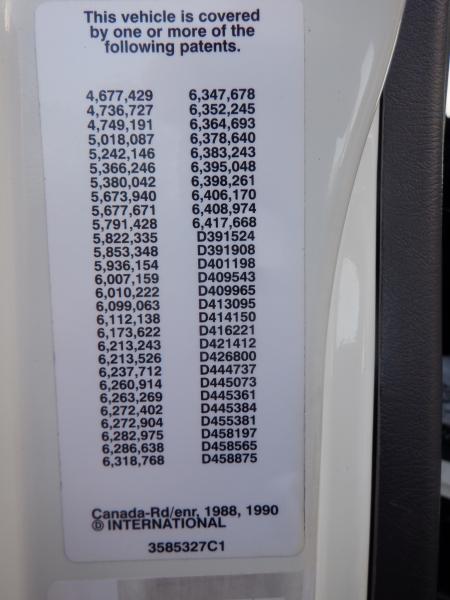 This vehicle is covered
by one or more of the
following patents.
4,677,429 6,347,678
4,736,727 6,352,245
4,749,191 6,364,693
5,018,087 6,378,640
5,242,146 6,383,243
5,366,246 6,395,048
5,380,042 6,398,261
5,673,940 6,406,170
5,677,671 6,408,974
5,791,428 6,417,668
5,822,335 D391524
5,853,348 D391908
5,936,154 D401198
6,007,159 D409543
6,010,222 D409965
6,099,063 D413095
6,112,138 D414150
6,173,622 D416221
6,213,243 D421412
6,213,526 D426800
6,237,712 D444737
6,260,914 D445073
6,263,269 D445361
6,272,402 D445384
6,272,904 D455381
6,282,975 D458197
6,286,638 D458565
6,318,768 D458875
Canada-Rd/enr, 1988, 1990
INTERNATIONAL
3585327C1